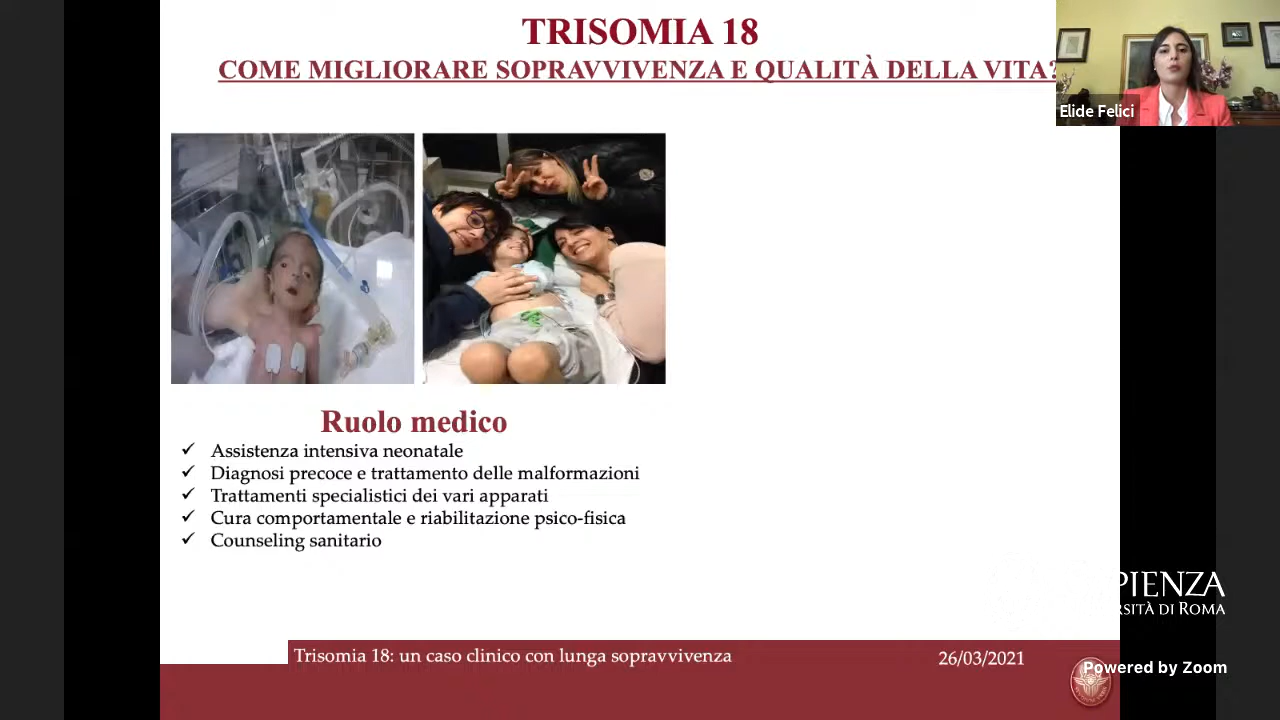 TRISOMIA 18
COME MIGLIORARE SOPRAVVIVENZA E QUALITÀ DELLA VITA?
Elide Felici
Ruolo medico
✓ Assistenza intensiva neonatale
✓ Diagnosi precoce e trattamento delle malformazioni
✓ Trattamenti specialistici dei vari apparati
✓ Cura comportamentale e riabilitazione psico-fisica
✓ Counseling sanitario
PIENZA
RSITÀ DI ROMA
Trisomia 18: un caso clinico con lunga sopravvivenza
26/03/2021
Powered by Zoom